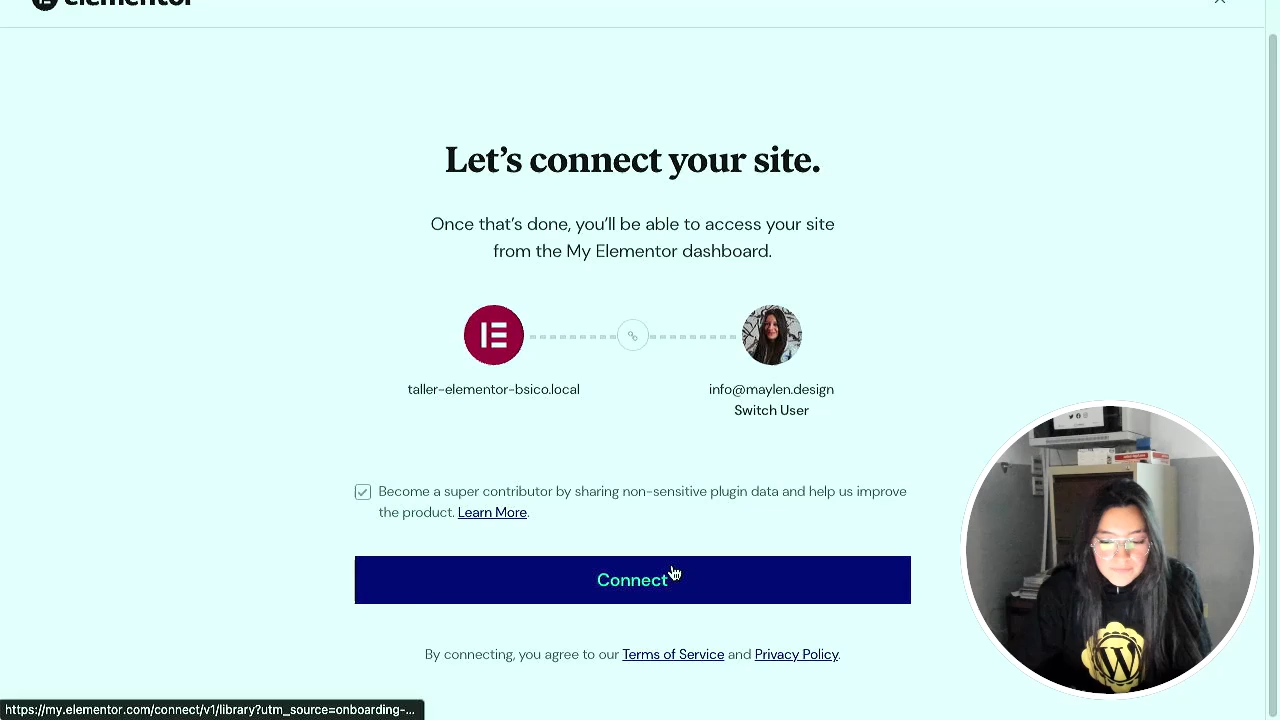 elementor
Let's connect your site.
Once that's done, you'll be able to access your site
from the My Elementor dashboard.
taller-elementor-bsico.local
info@maylen.design
Switch User
Become a super contributor by sharing non-sensitive plugin data and help us improve
the product. Learn More.
Connect
By connecting, you agree to our Terms of Service and Privacy Policy.
https://my.elementor.com/connect/v1/library?utm_source=onboarding-...